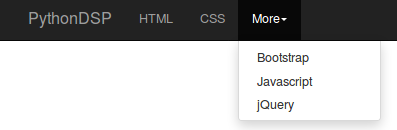 PythonDSP HTML CSS More
Bootstrap
Javascript
jQuery